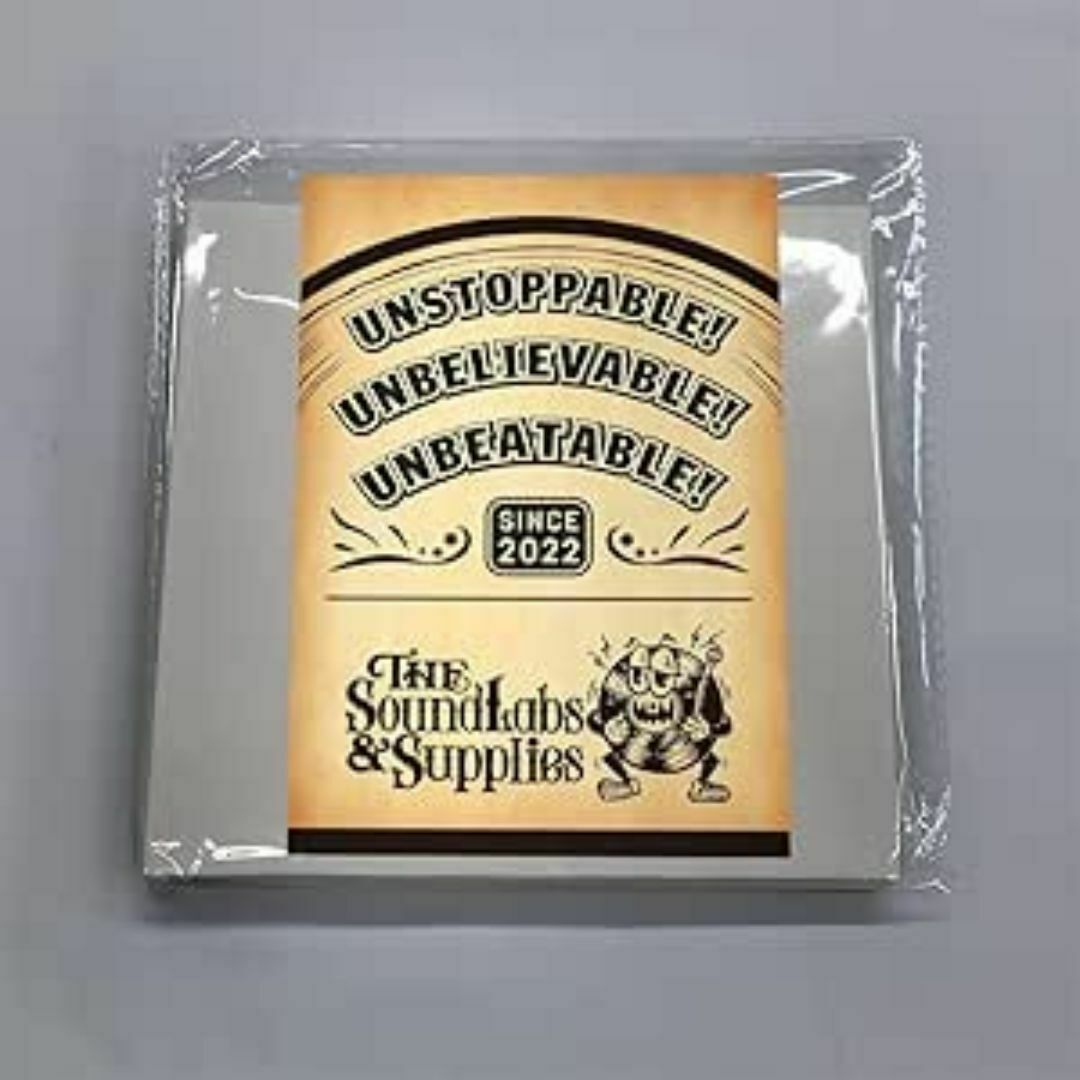 UNSTOPPABLE!
UNBELIEVABLE!
UNBEATABLE!
SINCE
2022
THE
SoundLabs
&Supplies